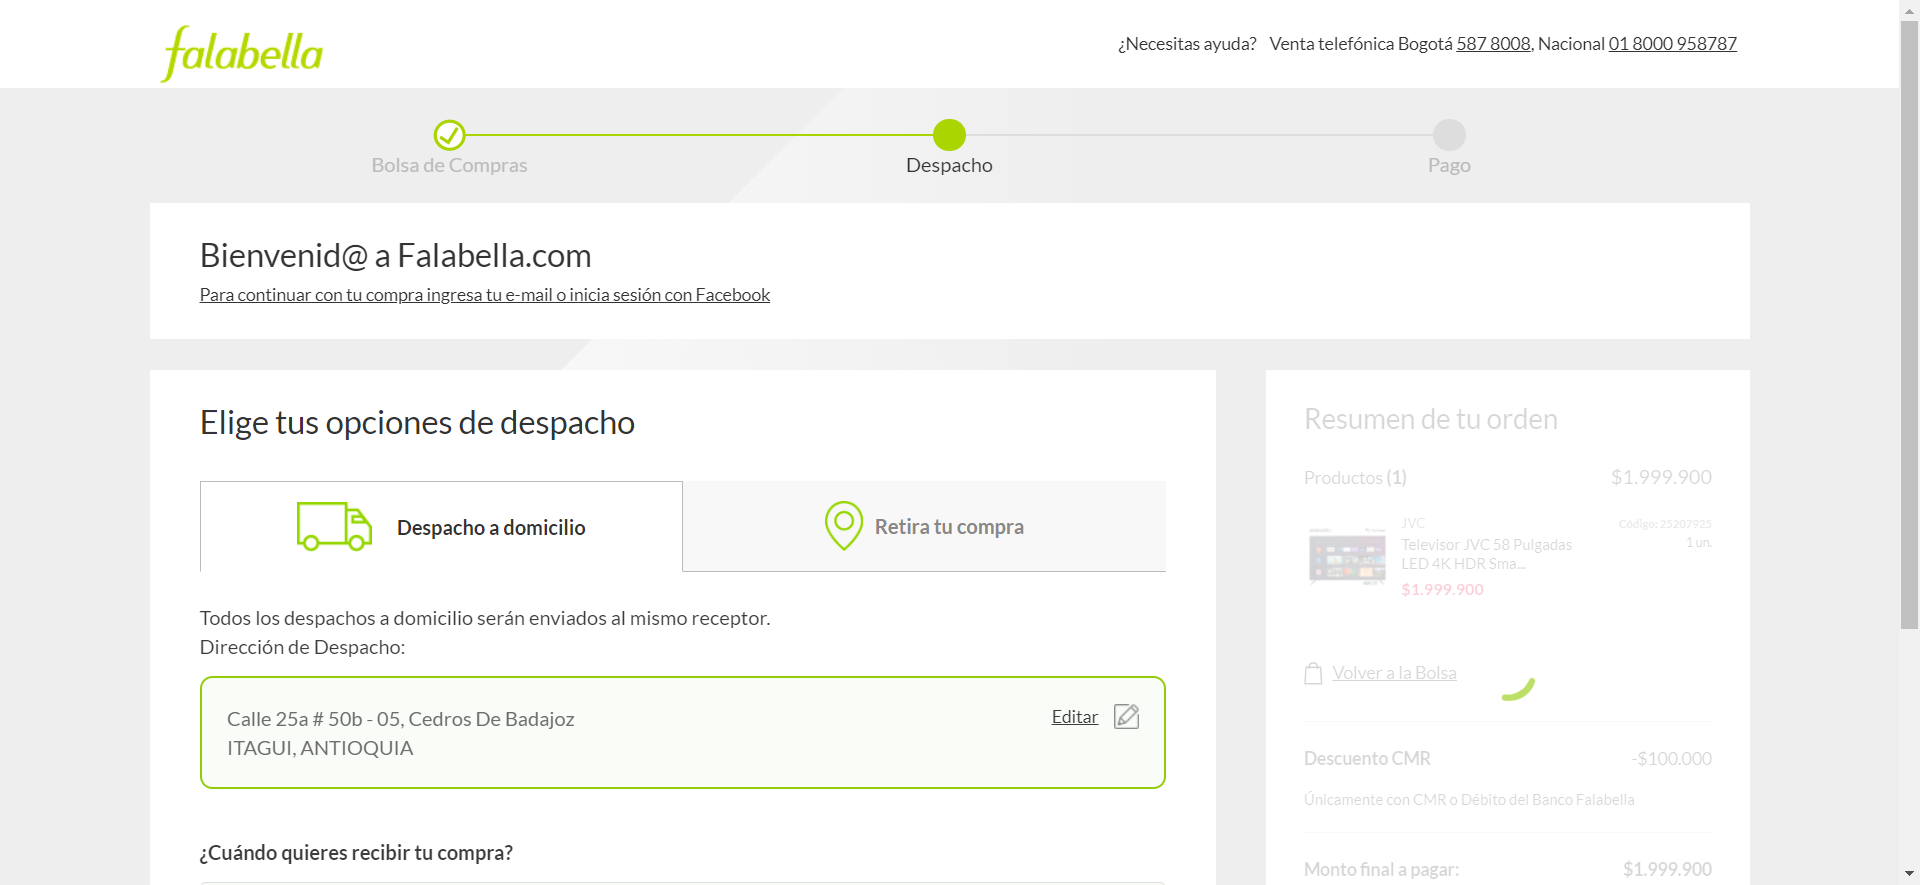 falabella
¿Necesitas ayuda? Venta telefónica Bogotá 587 8008, Nacional 01 8000 958787
Bolsa de Compras
Despacho
Pago
Bienvenid@ a Falabella.com
Para continuar con tu compra ingresa tu e-mail o inicia sesión con Facebook
Elige tus opciones de despacho
Despacho a domicilio
Retira tu compra
Todos los despachos a domicilio serán enviados al mismo receptor.
Dirección de Despacho:
Calle 25a # 50b - 05, Cedros De Badajoz
ITAGUI, ANTIOQUIA
Editar
¿Cuándo quieres recibir tu compra?
Resumen de tu orden
Productos (1) $1.999.900
JVC
Televisor JVC 58 Pulgadas
LED 4K HDR Sma...
$1.999.900
Código: 25207925
1 un.
Volver a la Bolsa
Descuento CMR -$100.000
Únicamente con CMR o Débito del Banco Falabella
Monto final a pagar: $1.999.900